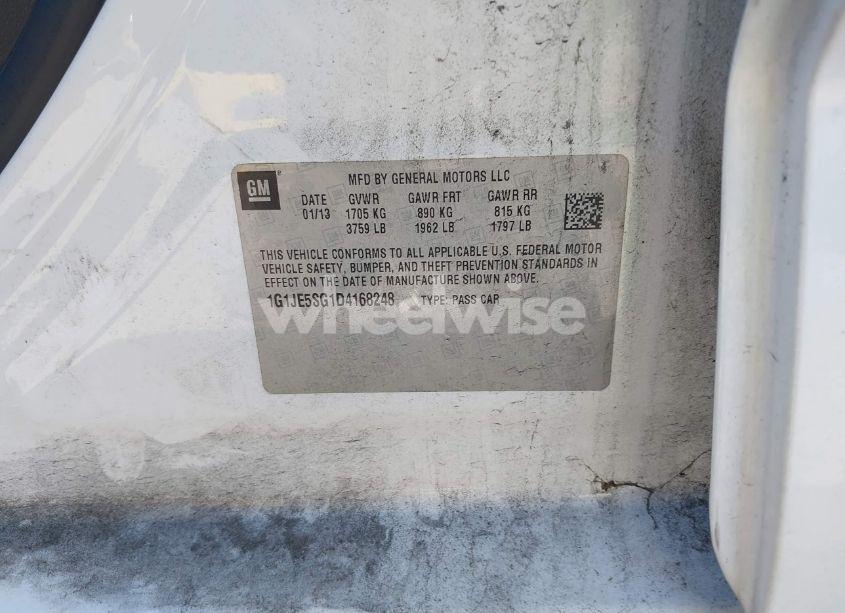 GM
MFD BY GENERAL MOTORS LLC
DATE GVWR GAWR FRT GAWR RR
01/13 1705 KG 890 KG 815 KG
3759 LB 1962 LB 1797 LB
THIS VEHICLE CONFORMS TO ALL APPLICABLE U.S. FEDERAL MOTOR
VEHICLE SAFETY, BUMPER, AND THEFT PREVENTION STANDARDS IN
EFFECT ON THE DATE OF MANUFACTURE SHOWN ABOVE.
1G1JE5SG1D4168248 TYPE: PASS CAR
wheelwise